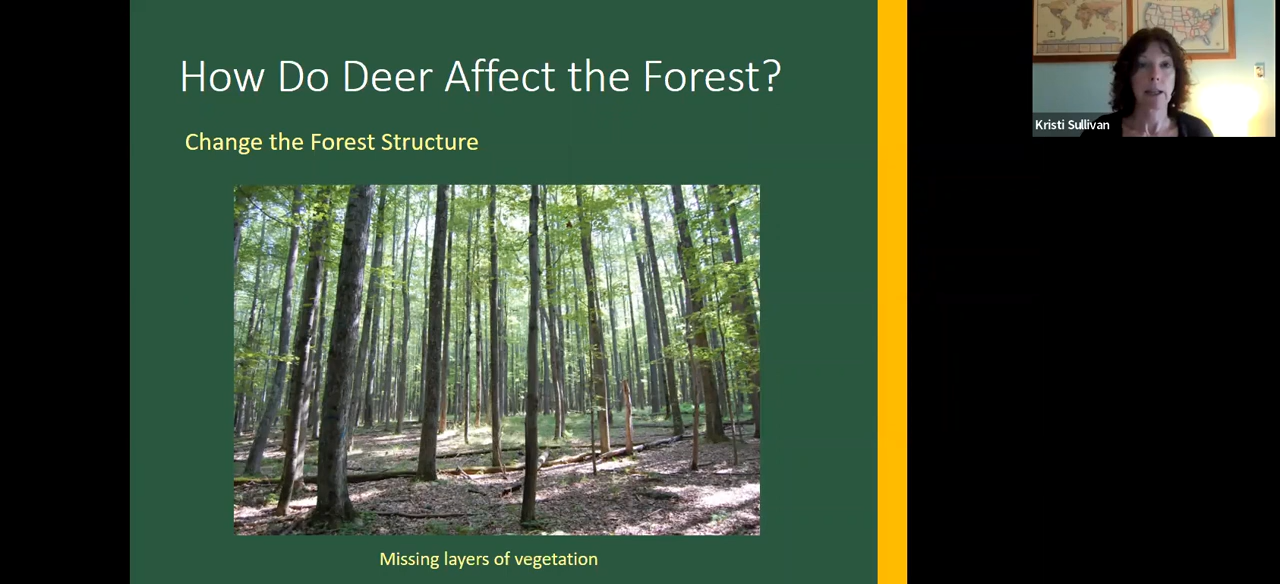 How Do Deer Affect the Forest?
Change the Forest Structure
Missing layers of vegetation
Kristi Sullivan